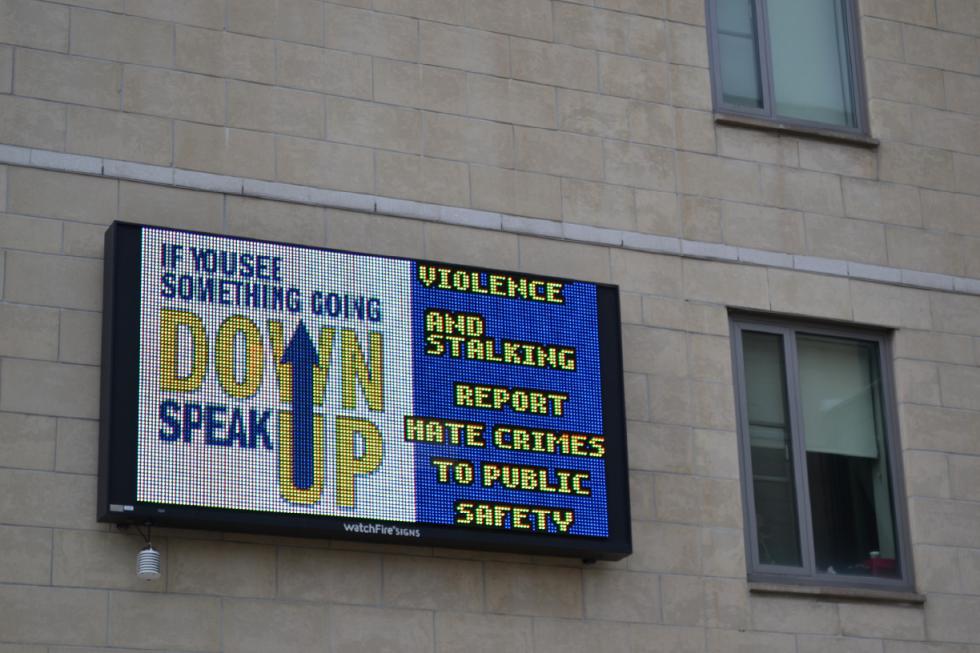 IF YOU SEE
SOMETHING GOING
DOWN
SPEAK
UP
VIOLENCE
AND
STALKING
REPORT
HATE CRIMES
TO PUBLIC
SAFETY
watchFire SIGNS